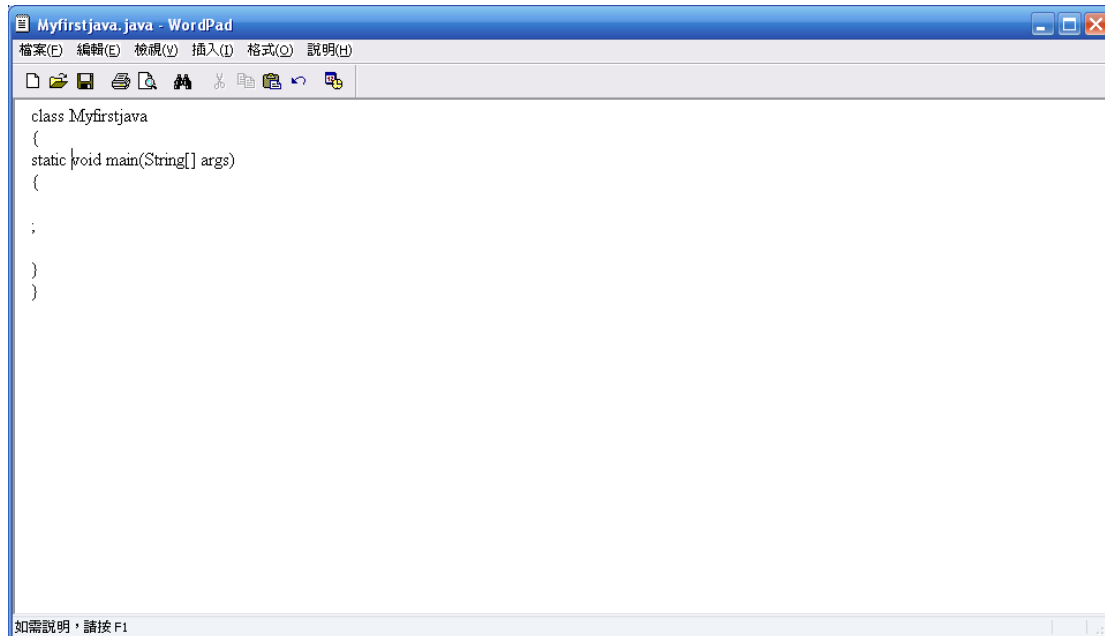 Myfirstjava.java - WordPad
檔案(F) 編輯(E) 檢視(V) 插入(I) 格式(O) 說明(H)
class Myfirstjava
{
static void main(String[] args)
{
;
}
}
如需說明，請按 F1